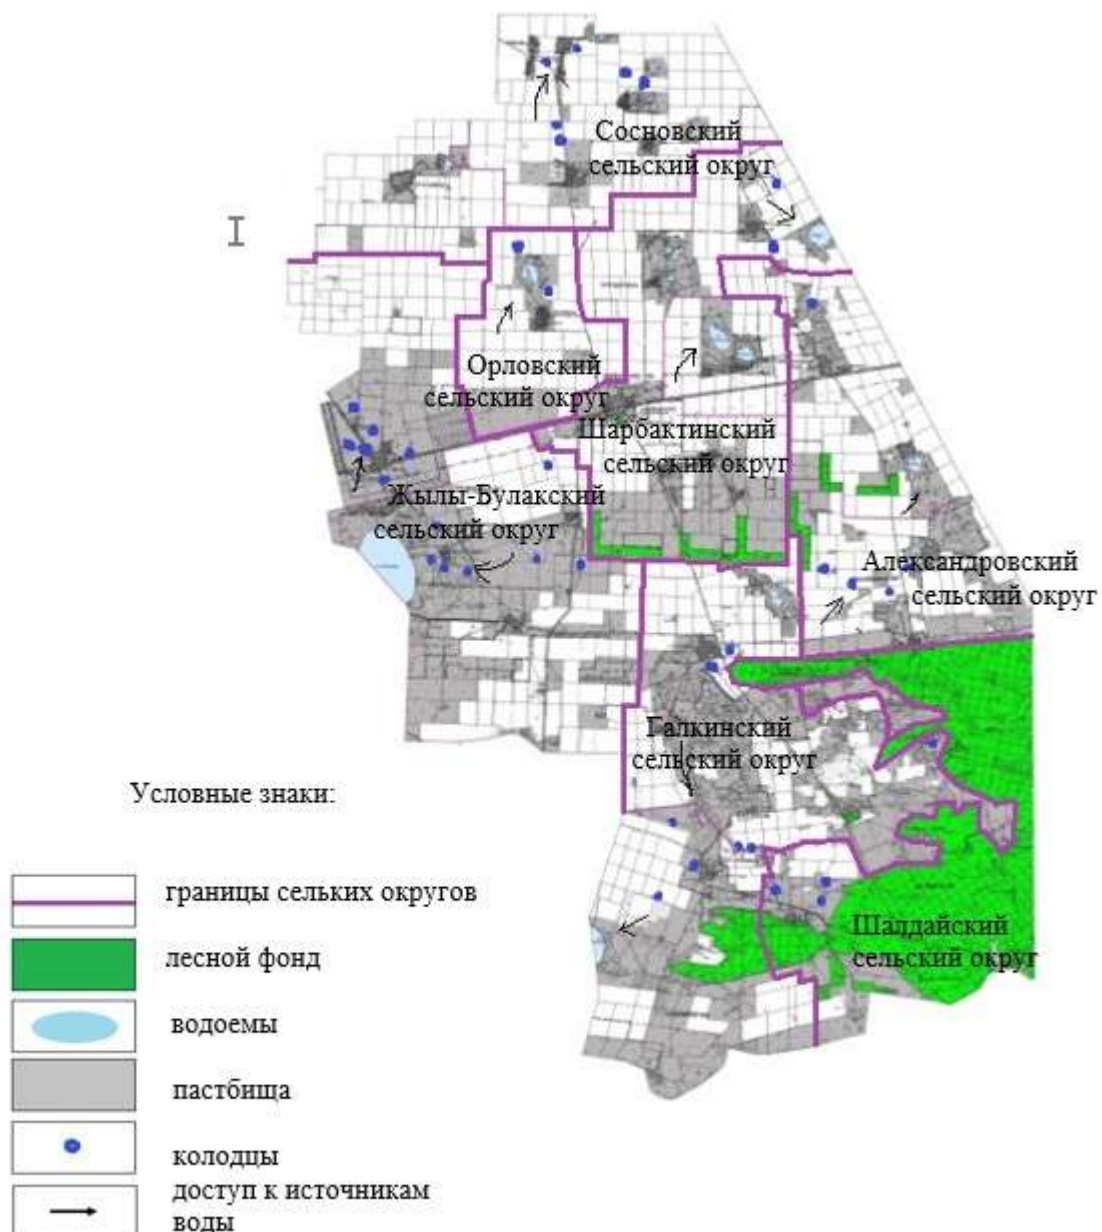 Сосновский
сельский округ
Орловский
сельский округ
Шарбактинский
сельский округ
Жылы-Булакский
сельский округ
Александровский
сельский округ
Галкинский
сельский округ
Шалдайский
сельский округ
Условные знаки:
границы сельких округов
лесной фонд
водоемы
пастбища
колодцы
доступ к источникам
воды